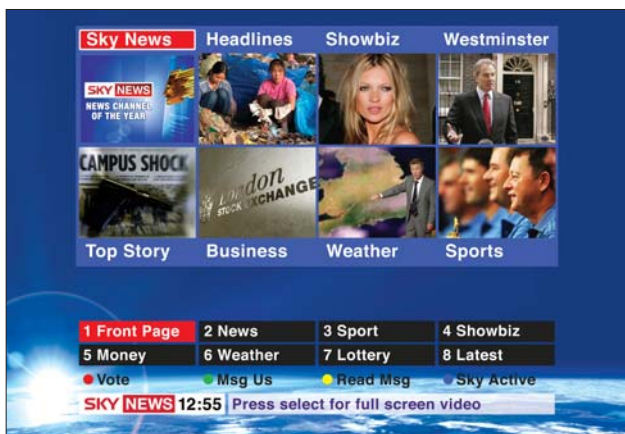 Sky News Headlines Showbiz Westminster
SKY NEWS
NEWS CHANNEL
OF THE YEAR
CAMPUS SHOCK
London
STOCK EXCHANGE
Top Story Business Weather Sports
1 Front Page 2 News 3 Sport 4 Showbiz
5 Money 6 Weather 7 Lottery 8 Latest
Vote Msg Us Read Msg Sky Active
SKY NEWS 12:55 Press select for full screen video